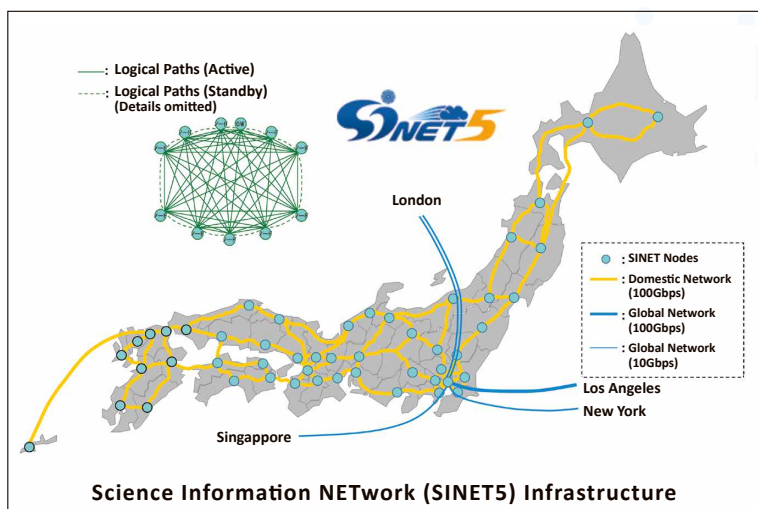 : Logical Paths (Active)
: Logical Paths (Standby)
(Details omitted)
SiNET5
London
: SINET Nodes
: Domestic Network
(100Gbps)
: Global Network
(100Gbps)
: Global Network
(10Gbps)
Los Angeles
New York
Singappore
Science Information NETwork (SINET5) Infrastructure